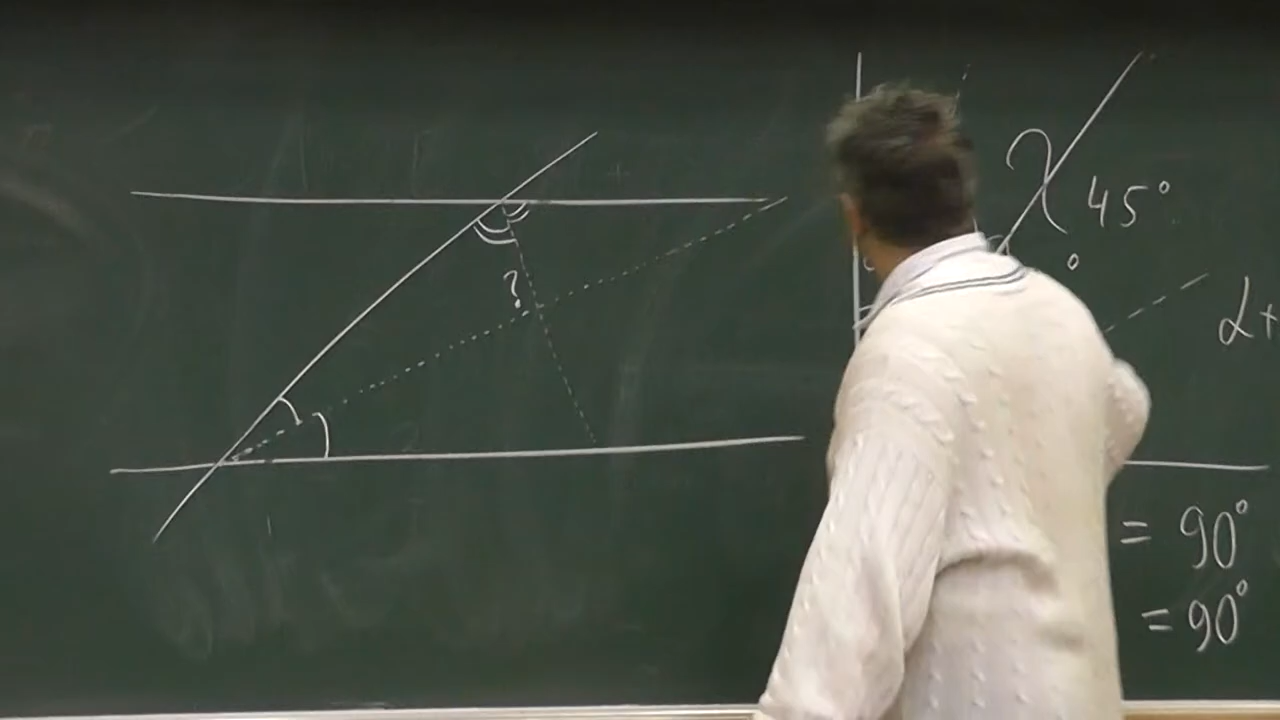 ?
45°
α+
= 90°
= 90°